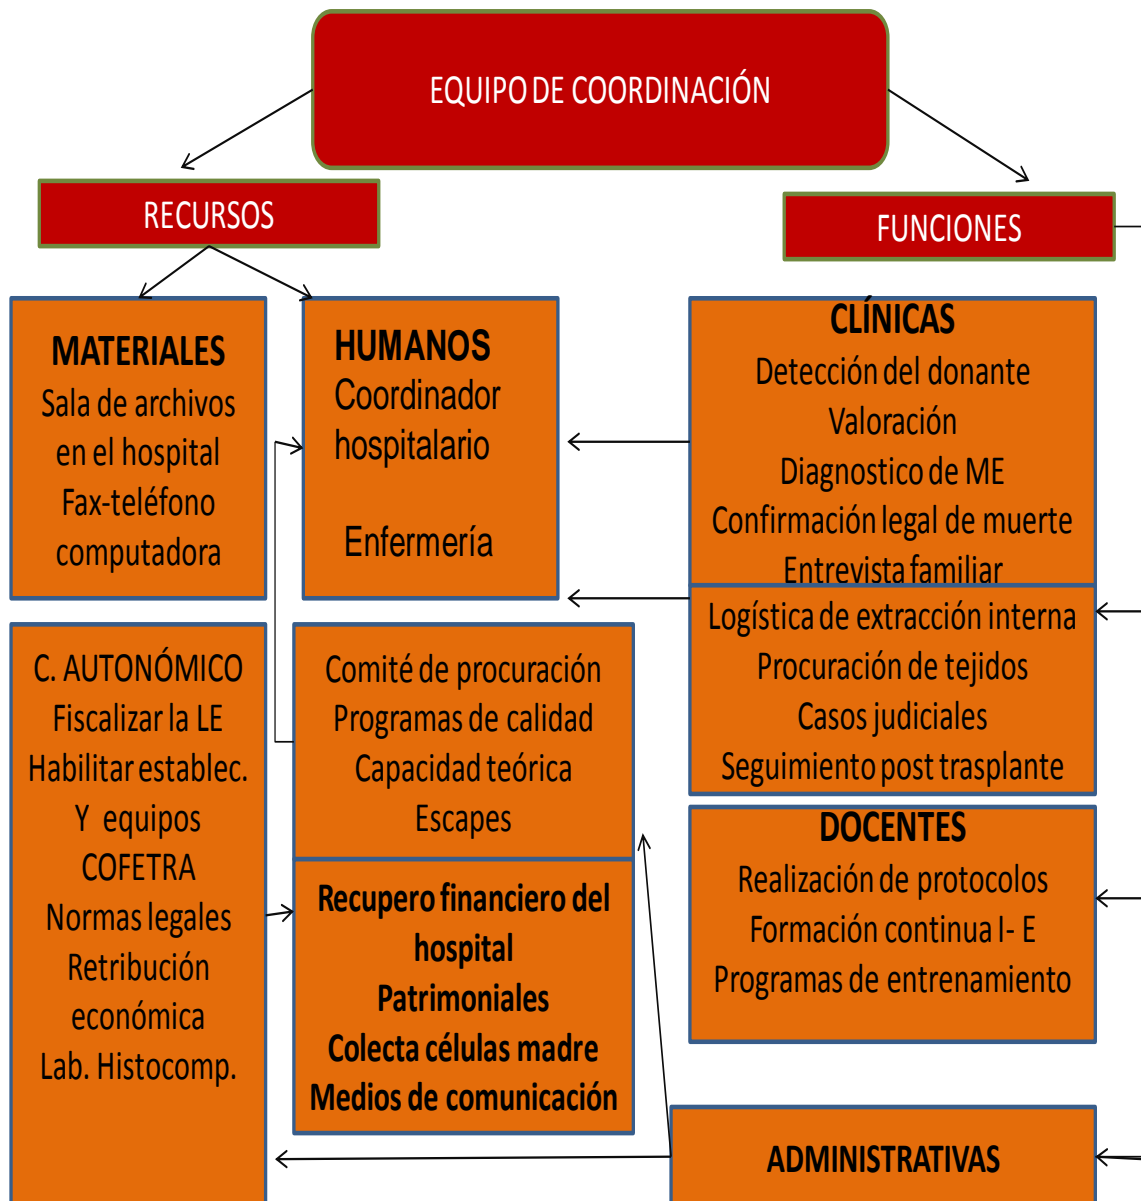 EQUIPO DE COORDINACIÓN
RECURSOS
FUNCIONES
MATERIALES
Sala de archivos
en el hospital
Fax-teléfono
computadora
HUMANOS
Coordinador
hospitalario
Enfermería
CLÍNICAS
Detección del donante
Valoración
Diagnostico de ME
Confirmación legal de muerte
Entrevista familiar
Logística de extracción interna
Procuración de tejidos
Casos judiciales
Seguimiento post trasplante
C. AUTONÓMICO
Fiscalizar la LE
Habilitar establec.
Y equipos
COFETRA
Normas legales
Retribución
económica
Lab. Histocomp.
Comité de procuración
Programas de calidad
Capacidad teórica
Escapes
Recupero financiero del
hospital
Patrimoniales
Colecta células madre
Medios de comunicación
DOCENTES
Realización de protocolos
Formación continua I- E
Programas de entrenamiento
ADMINISTRATIVAS